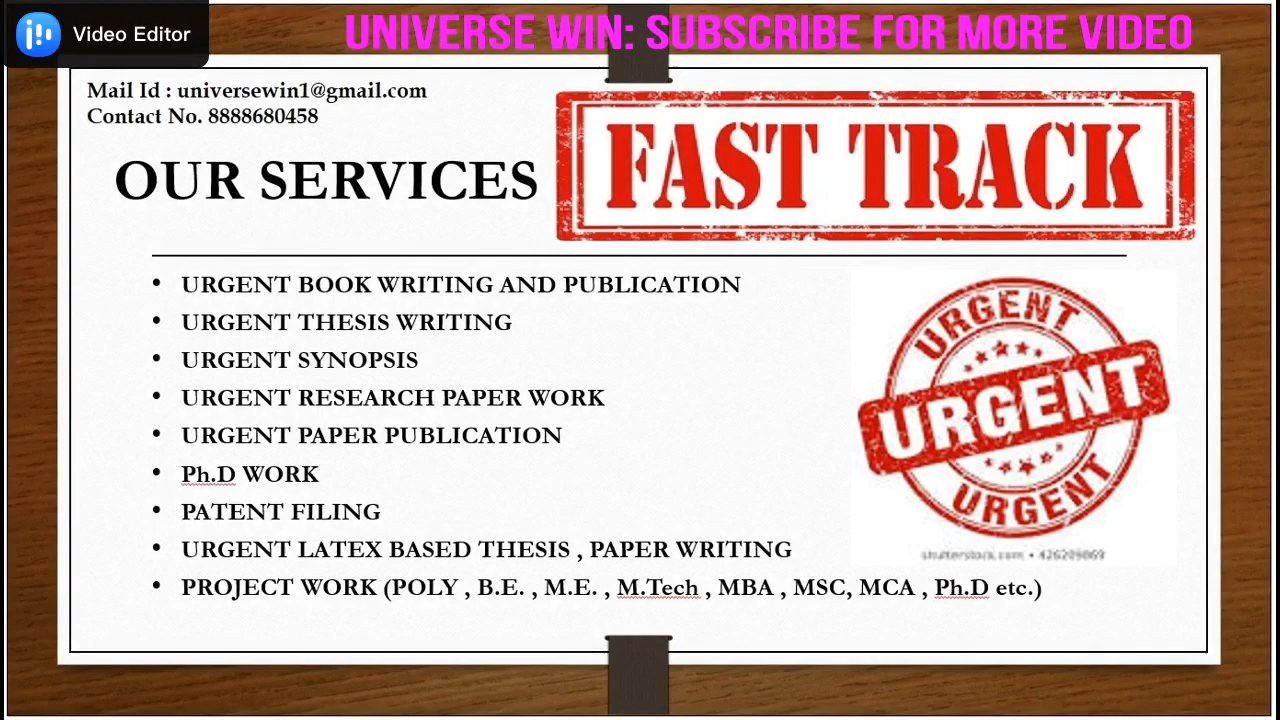 Video Editor
UNIVERSE WIN: SUBSCRIBE FOR MORE VIDEO
Mail Id : universewin1@gmail.com
Contact No. 8888680458
OUR SERVICES
FAST TRACK
• URGENT BOOK WRITING AND PUBLICATION
• URGENT THESIS WRITING
• URGENT SYNOPSIS
• URGENT RESEARCH PAPER WORK
• URGENT PAPER PUBLICATION
• Ph.D WORK
• PATENT FILING
• URGENT LATEX BASED THESIS , PAPER WRITING
• PROJECT WORK (POLY , B.E. , M.E. , M.Tech , MBA , MSC, MCA , Ph.D etc.)
URGENT
URGENT
URGENT
shutterstock.com • 426209869